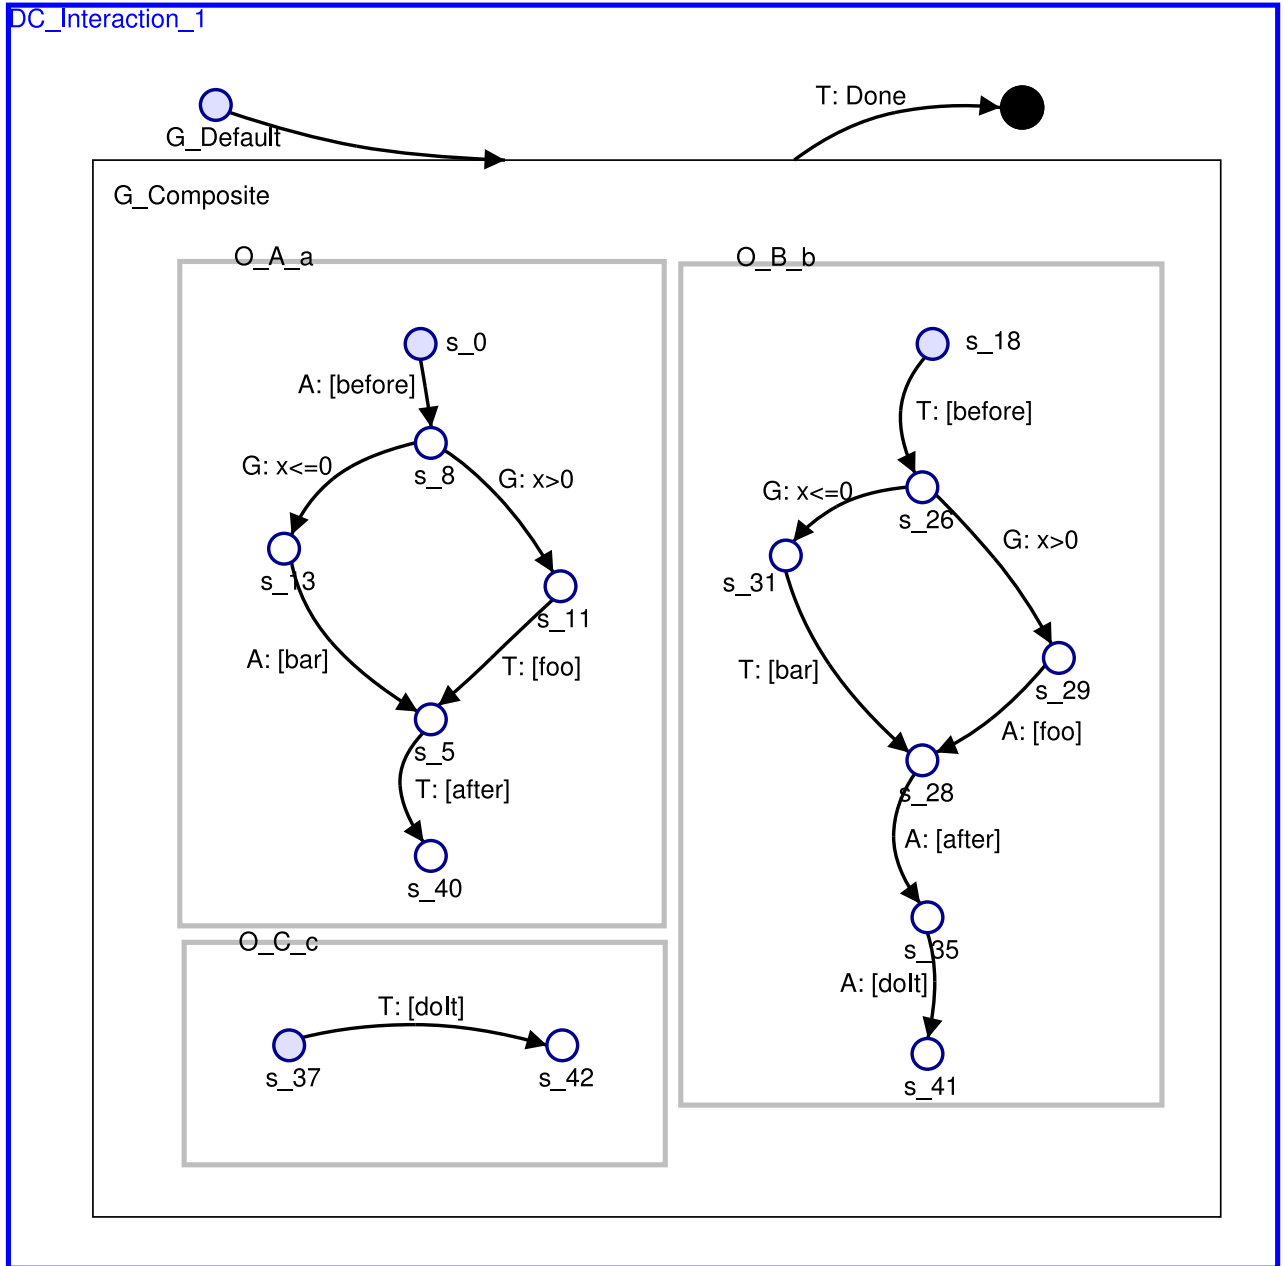 DC_Interaction_1
T: Done
G_Default
G_Composite
O_A_a
O_B_b
s_0
s_18
A: [before]
T: [before]
G: x<=0
s_8
G: x>0
G: x<=0
s_26
G: x>0
s_13
s_31
s_11
A: [bar]
T: [foo]
T: [bar]
s_29
A: [foo]
s_5
T: [after]
s_28
A: [after]
s_40
O_C_c
s_35
A: [doIt]
T: [doIt]
s_37
s_42
s_41